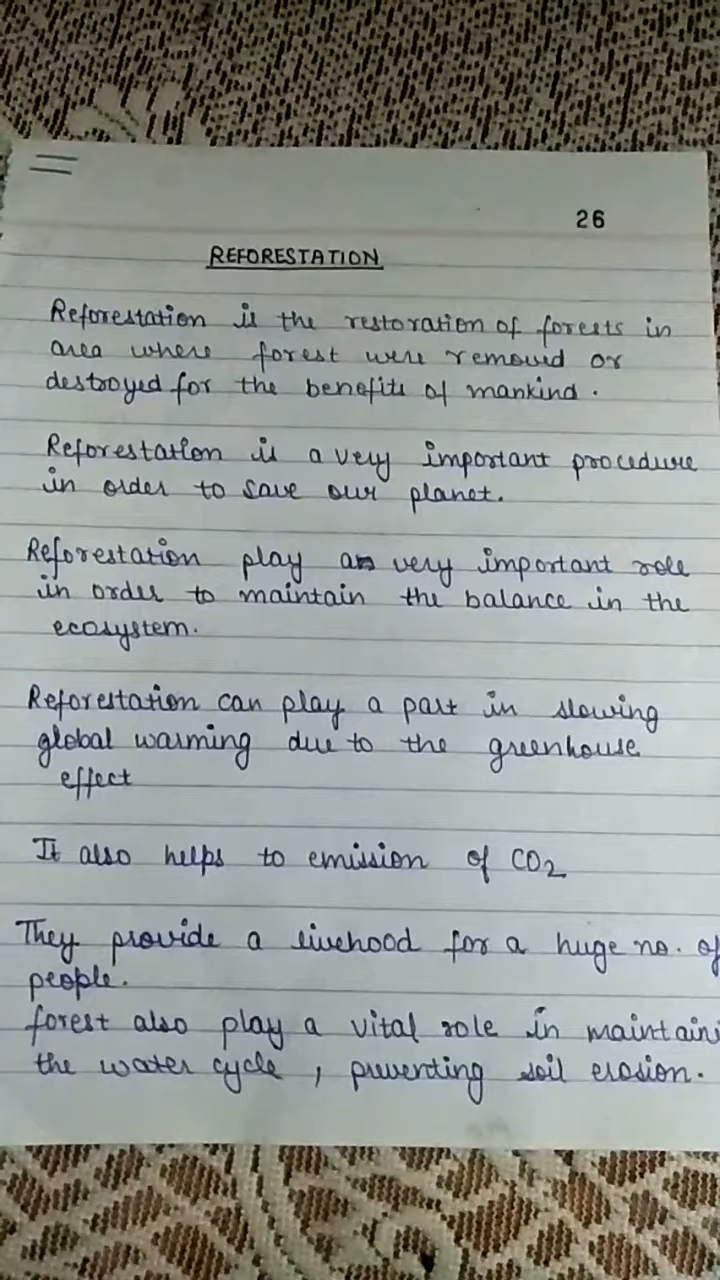 26
REFORESTATION
Reforestation is the restoration of forests in
area where forest were removed or
destroyed for the benefits of mankind.
Reforestation is a very important procedure
in order to save our planet.
Reforestation play a very important role
in order to maintain the balance in the
ecosystem.
Reforestation can play a part in slowing
global warming due to the greenhouse
effect
It also helps to emission of CO2
They provide a livehood for a huge no. of
people.
forest also play a vital role in maintaini
the water cycle, preventing soil erosion.